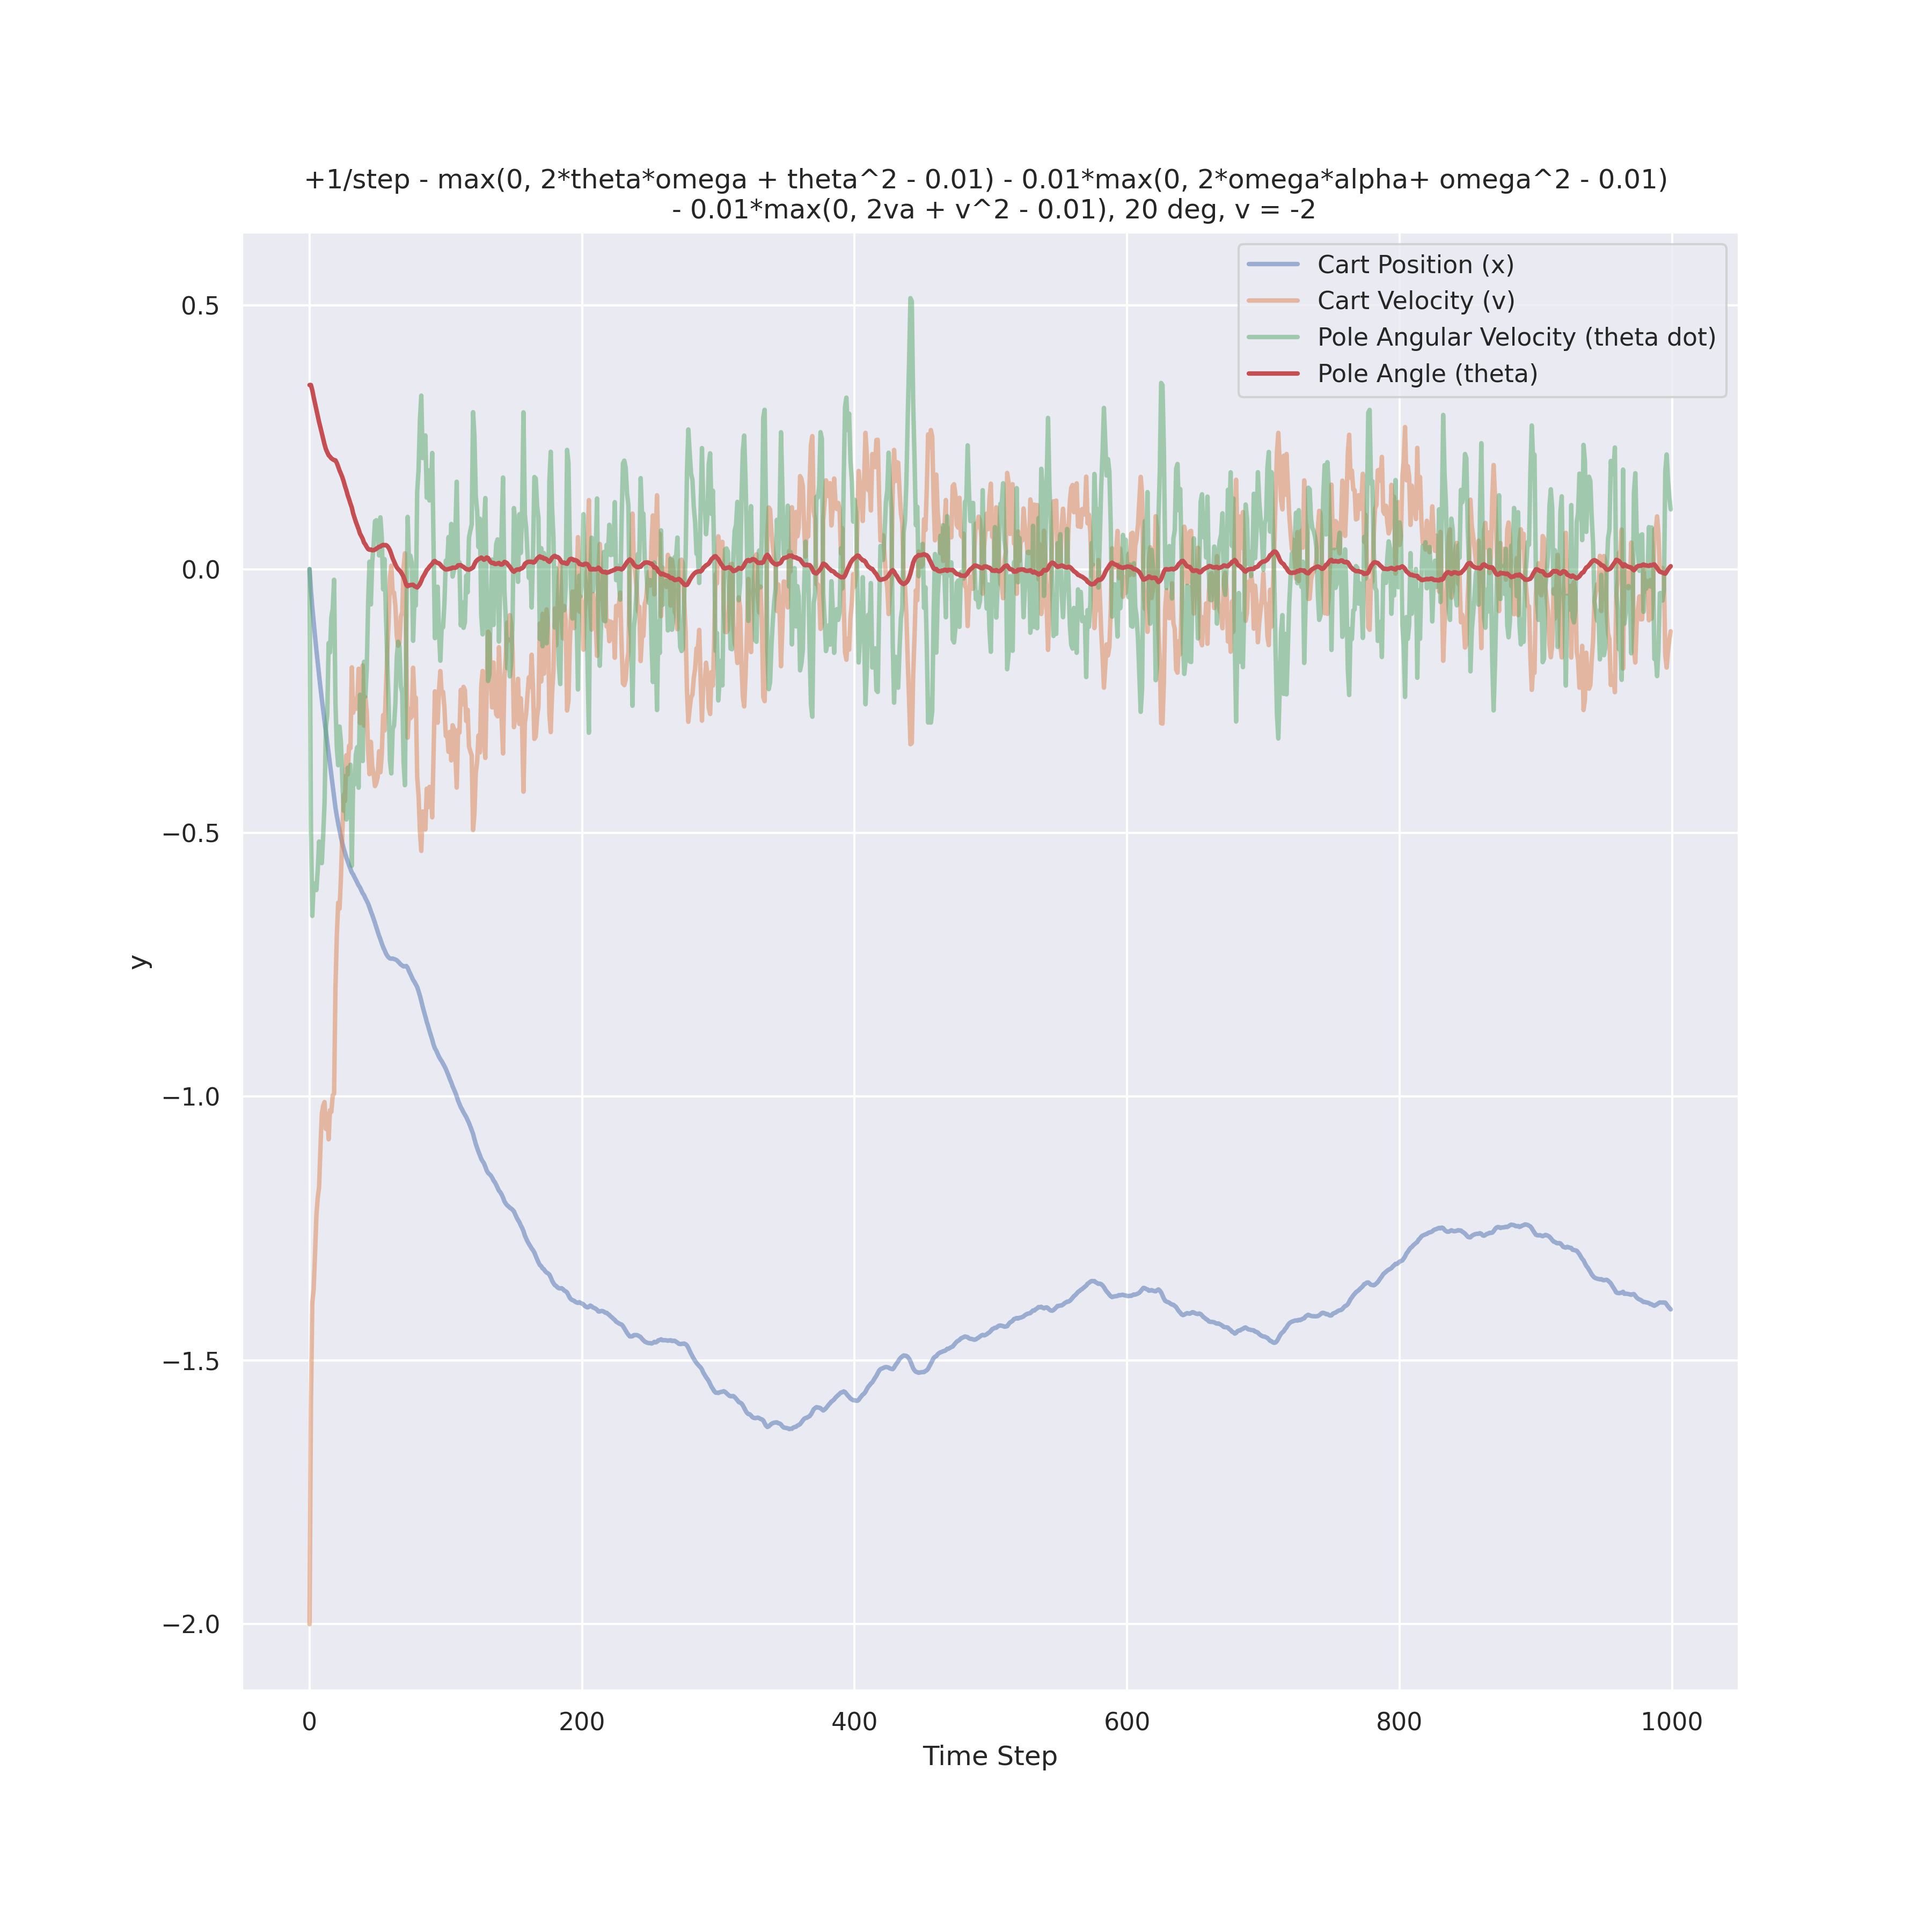 +1/step - max(0, 2*theta*omega + theta^2 - 0.01) - 0.01*max(0, 2*omega*alpha+ omega^2 - 0.01)
- 0.01*max(0, 2va + v^2 - 0.01), 20 deg, v = -2
Cart Position (x)
Cart Velocity (v)
Pole Angular Velocity (theta dot)
Pole Angle (theta)
0.5
0.0
−0.5
−1.0
−1.5
−2.0
y
0 200 400 600 800 1000
Time Step